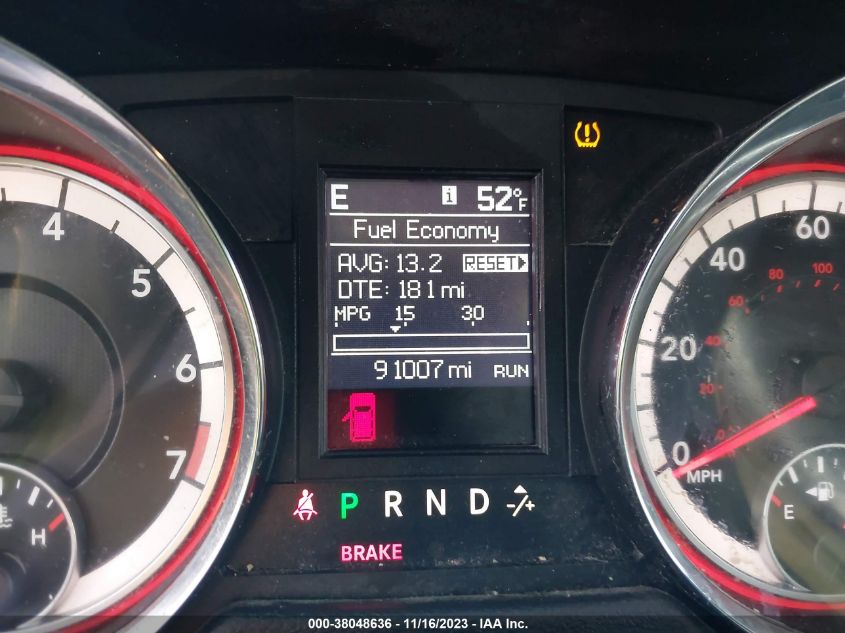 E i 52°F
Fuel Economy
AVG: 13.2 RESET
DTE: 181 mi
MPG 15 30
91007 mi RUN
4
5
6
7
H
P R N D -/+
BRAKE
0
20
40
60
MPH
20
40
60
80
100
E
000-38048636 - 11/16/2023 - IAA Inc.